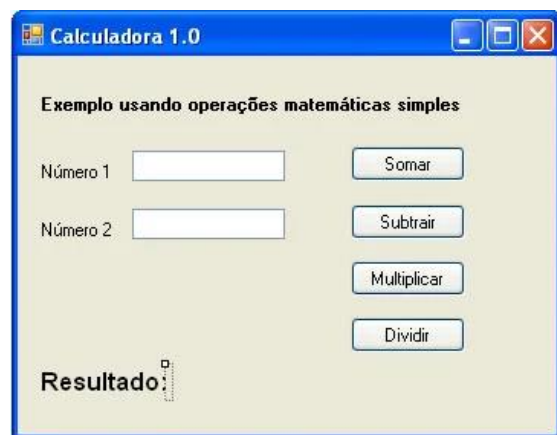 Calculadora 1.0
Exemplo usando operações matemáticas simples
Número 1
Somar
Número 2
Subtrair
Multiplicar
Dividir
Resultado: